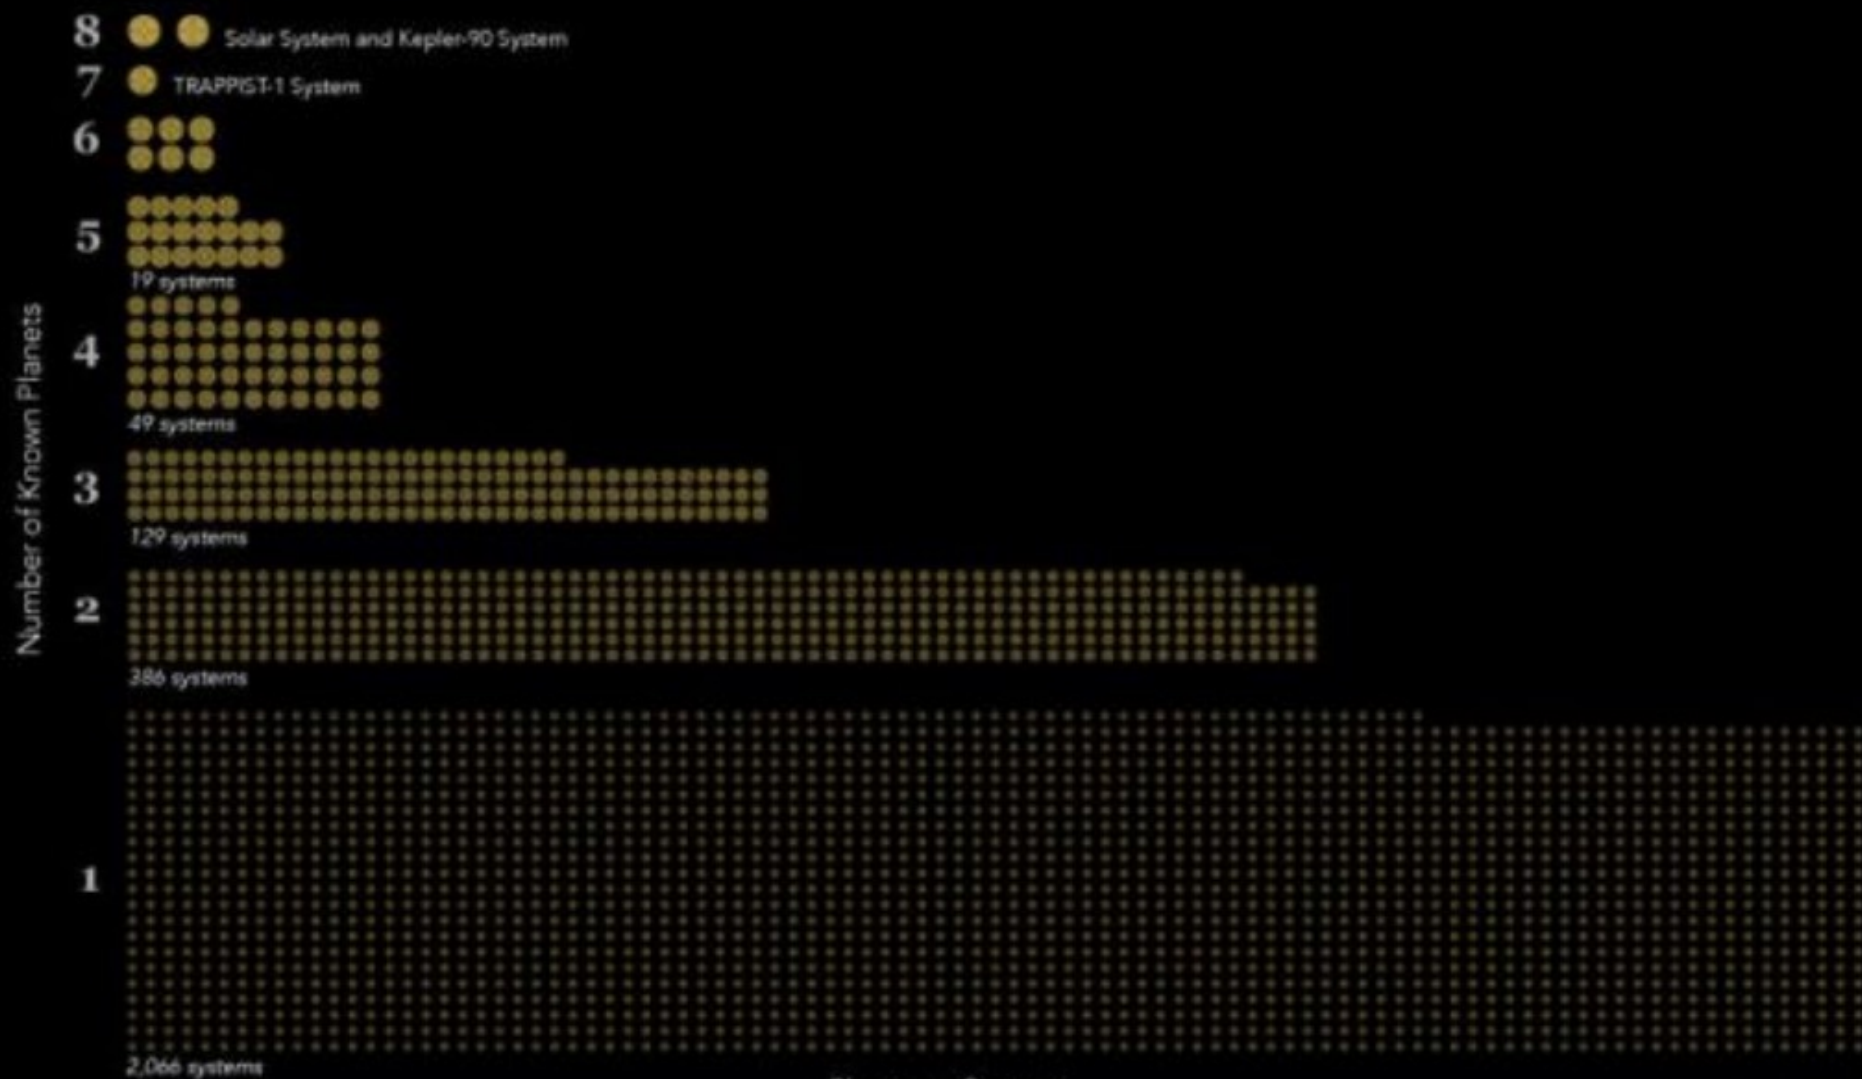 8 Solar System and Kepler-90 System
7 TRAPPIST-1 System
6
5
19 systems
4
49 systems
3
129 systems
2
386 systems
1
2,066 systems
Number of Known Planets